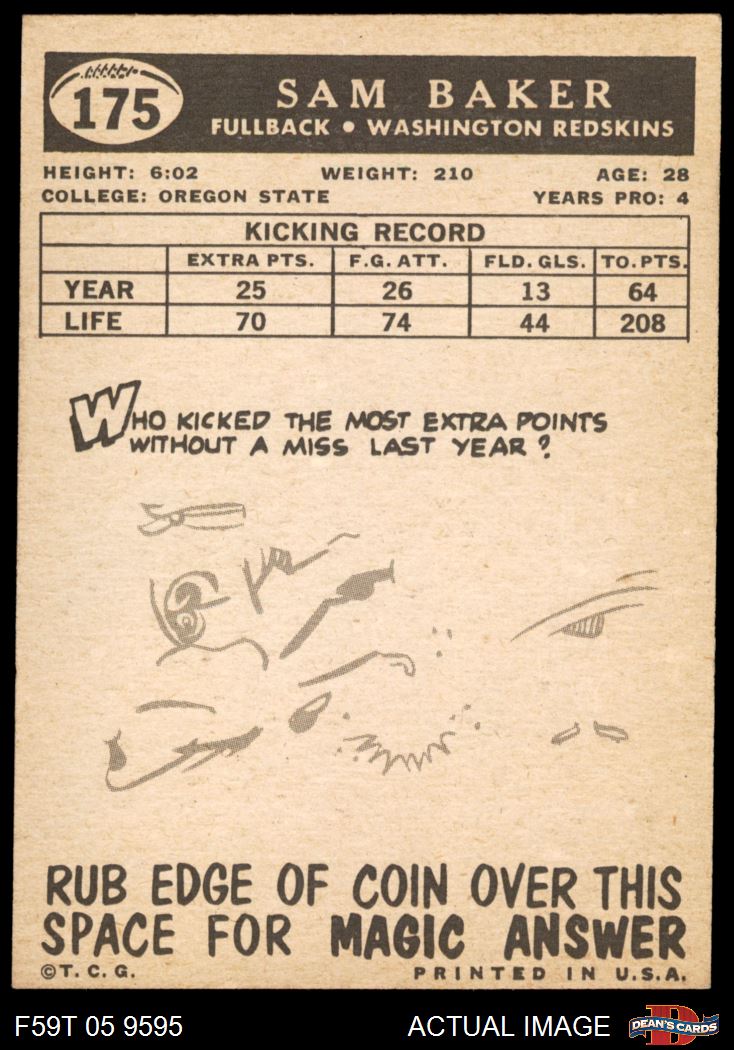 175
SAM BAKER
FULLBACK • WASHINGTON REDSKINS
HEIGHT: 6:02 WEIGHT: 210 AGE: 28
COLLEGE: OREGON STATE YEARS PRO: 4
KICKING RECORD
EXTRA PTS. F.G. ATT. FLD. GLS. TO. PTS.
YEAR 25 26 13 64
LIFE 70 74 44 208
WHO KICKED THE MOST EXTRA POINTS
WITHOUT A MISS LAST YEAR?
RUB EDGE OF COIN OVER THIS
SPACE FOR MAGIC ANSWER
©T. C. G. PRINTED IN U.S.A.
F59T 05 9595 ACTUAL IMAGE D DEAN'S CARDS